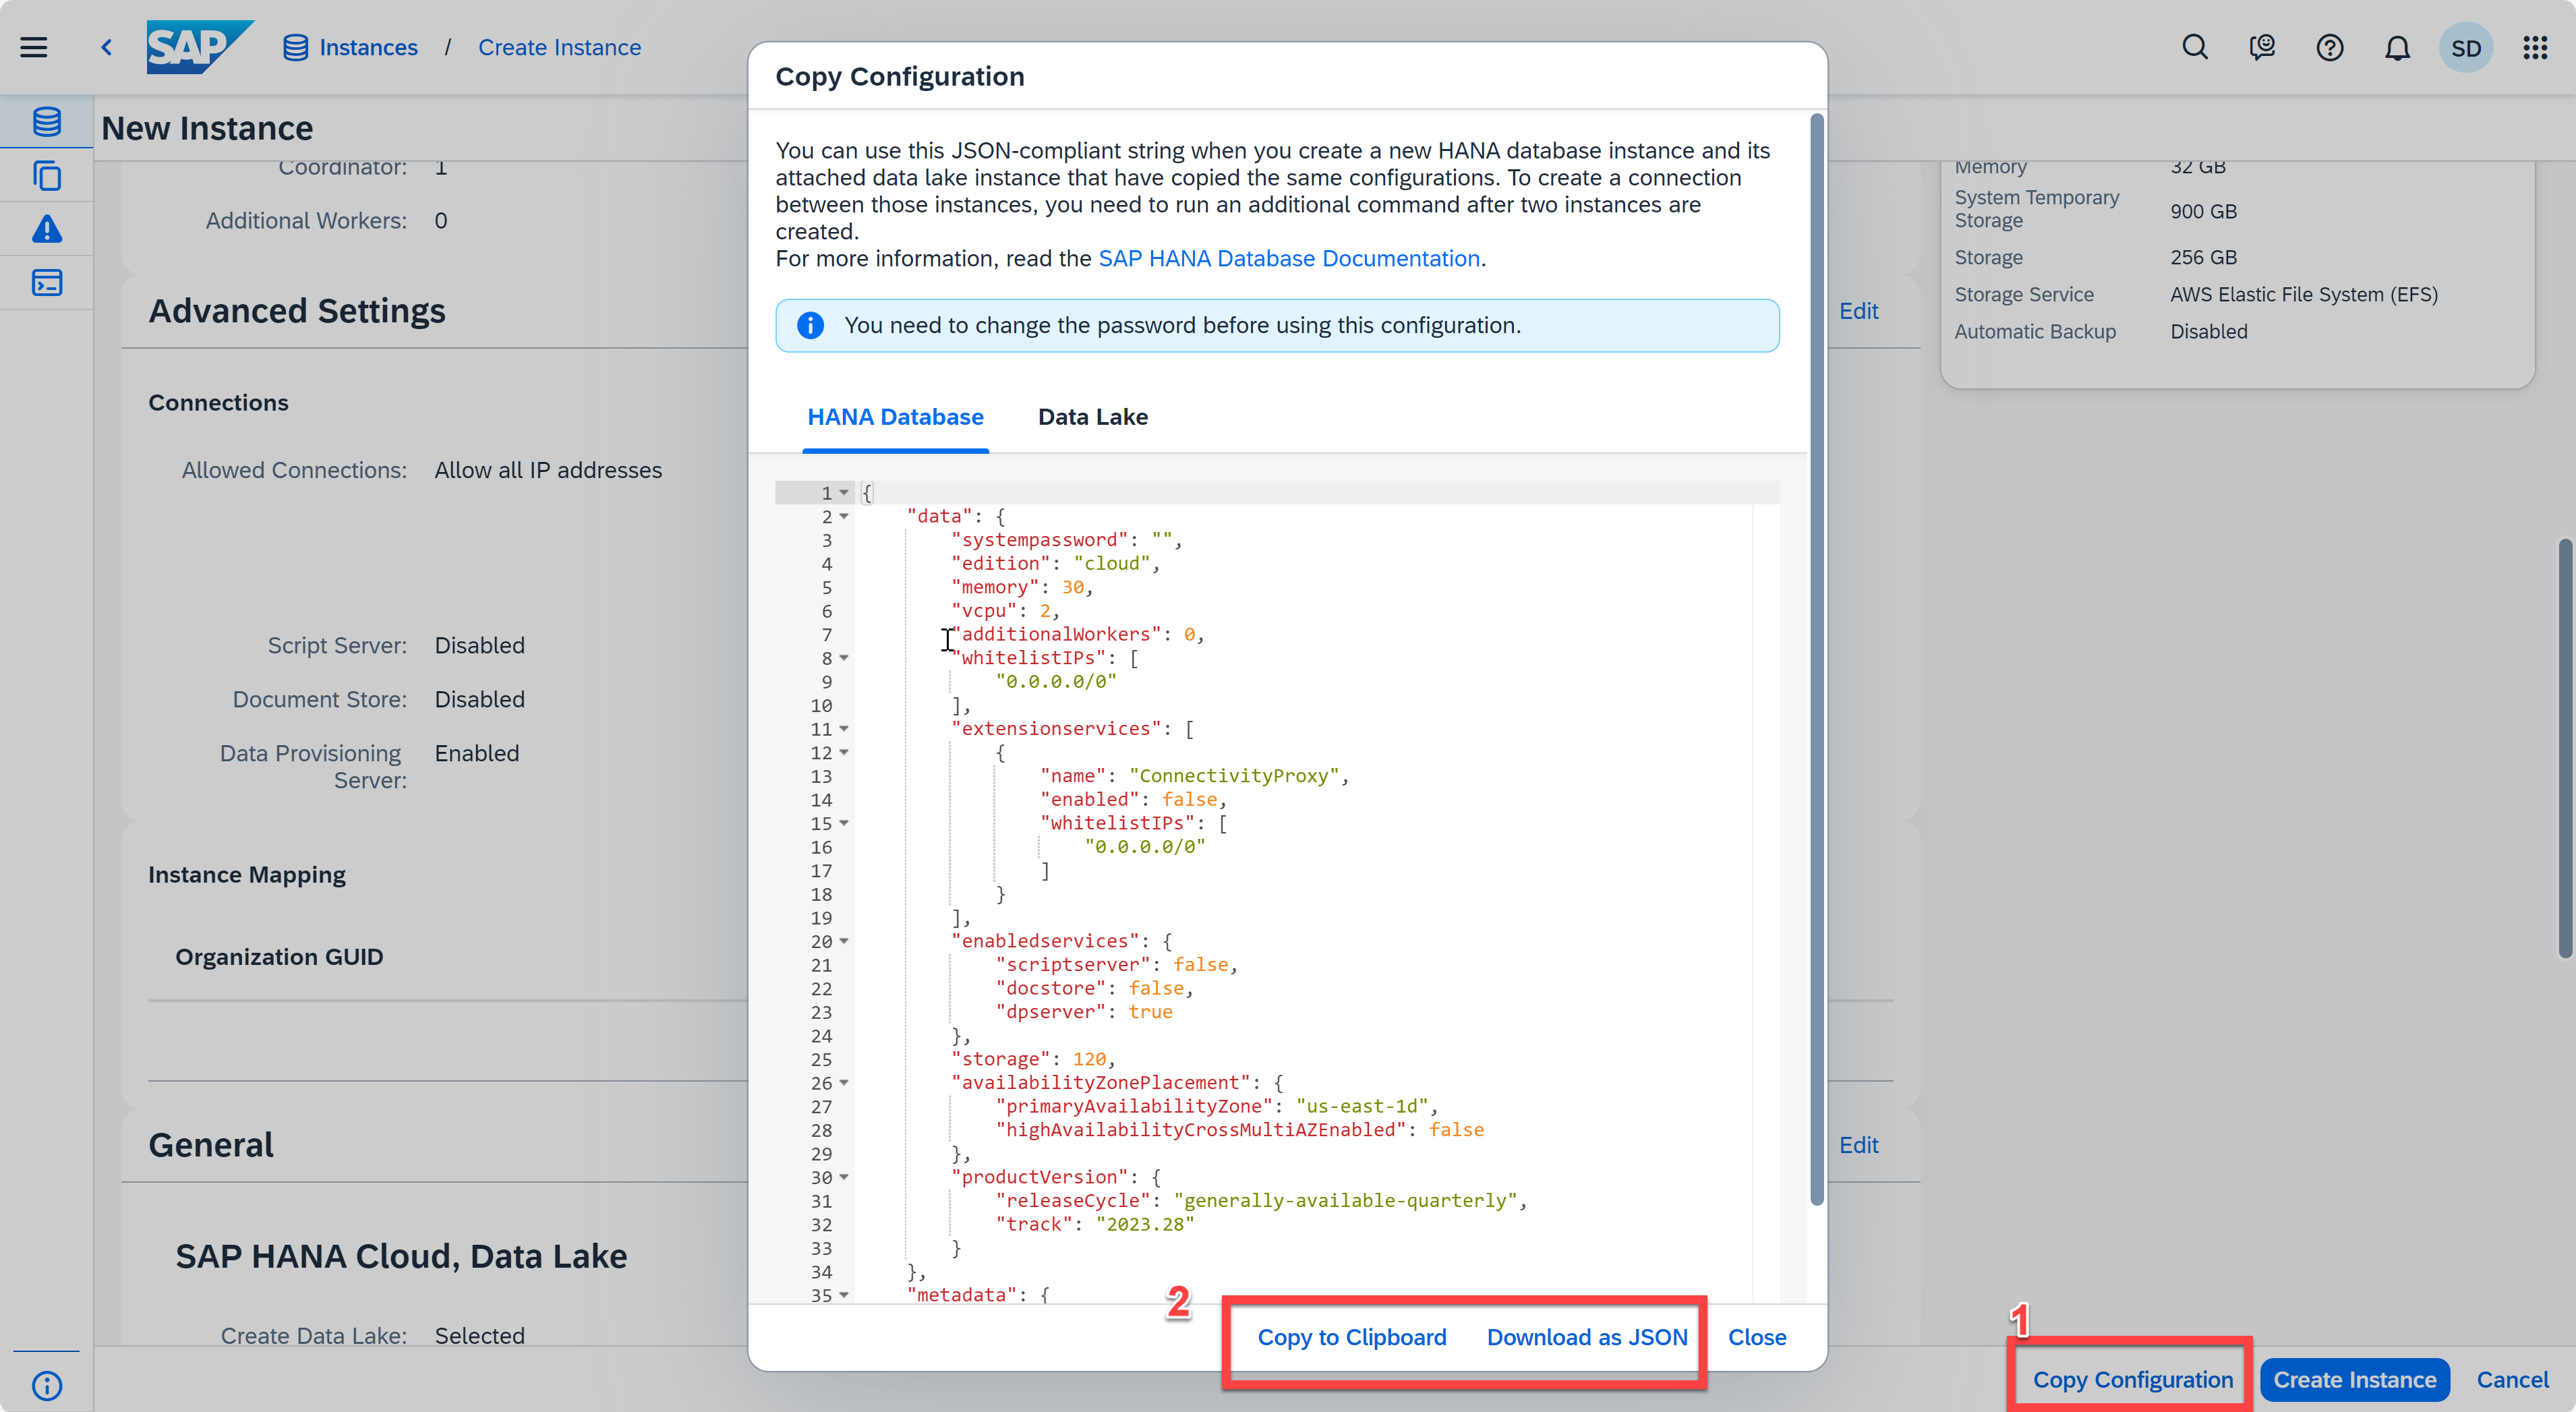 SAP
Instances / Create Instance
SD
New Instance
Coordinator: 1
Additional Workers: 0
Advanced Settings
Edit
Connections
Allowed Connections: Allow all IP addresses
Script Server: Disabled
Document Store: Disabled
Data Provisioning Server: Enabled
Instance Mapping
Organization GUID
General
Edit
SAP HANA Cloud, Data Lake
Create Data Lake: Selected
Memory 32 GB
System Temporary Storage 900 GB
Storage 256 GB
Storage Service AWS Elastic File System (EFS)
Automatic Backup Disabled
Copy Configuration
You can use this JSON-compliant string when you create a new HANA database instance and its
attached data lake instance that have copied the same configurations. To create a connection
between those instances, you need to run an additional command after two instances are
created.
For more information, read the SAP HANA Database Documentation.
You need to change the password before using this configuration.
HANA Database Data Lake
1 {
2 "data": {
3 "systempassword": "",
4 "edition": "cloud",
5 "memory": 30,
6 "vcpu": 2,
7 "additionalWorkers": 0,
8 "whitelistIPs": [
9 "0.0.0.0/0"
10 ],
11 "extensionservices": [
12 {
13 "name": "ConnectivityProxy",
14 "enabled": false,
15 "whitelistIPs": [
16 "0.0.0.0/0"
17 ]
18 }
19 ],
20 "enabledservices": {
21 "scriptserver": false,
22 "docstore": false,
23 "dpserver": true
24 },
25 "storage": 120,
26 "availabilityZonePlacement": {
27 "primaryAvailabilityZone": "us-east-1d",
28 "highAvailabilityCrossMultiAZEnabled": false
29 },
30 "productVersion": {
31 "releaseCycle": "generally-available-quarterly",
32 "track": "2023.28"
33 }
34 },
35 "metadata": {
2
Copy to Clipboard Download as JSON Close
1
Copy Configuration Create Instance Cancel